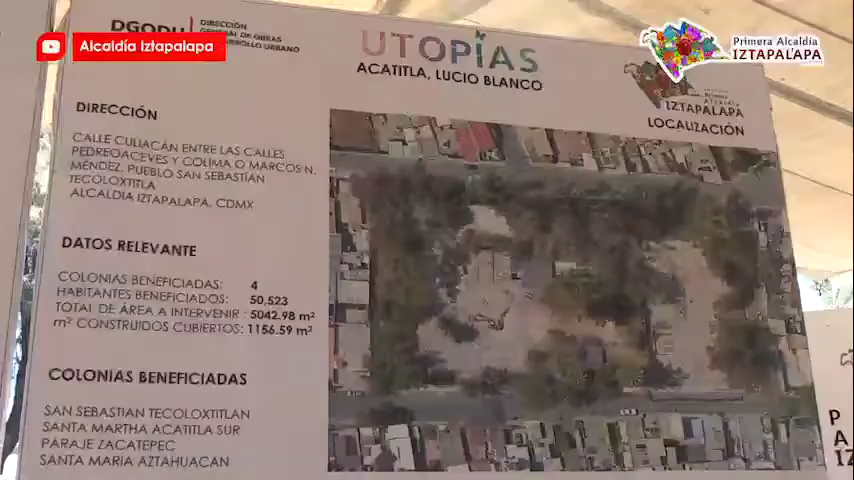 Alcaldía Iztapalapa
DGODU
DIRECCIÓN
GENERAL DE OBRAS
DESARROLLO URBANO
UTOPÍAS
ACATITLA, LUCIO BLANCO
Primera Alcaldía
IZTAPALAPA
IZTAPALAPA
LOCALIZACIÓN
DIRECCIÓN
CALLE CULIACÁN ENTRE LAS CALLES
PEDROACEVES Y COLIMA O MARCOS N.
MÉNDEZ, PUEBLO SAN SEBASTIÁN
TECOLOXTITLA
ALCALDIA IZTAPALAPA, CDMX
DATOS RELEVANTE
COLONIAS BENEFICIADAS: 4
HABITANTES BENEFICIADOS: 50,523
TOTAL DE ÁREA A INTERVENIR: 5042.98 m²
m² CONSTRUIDOS CUBIERTOS: 1156.59 m²
COLONIAS BENEFICIADAS
SAN SEBASTIAN TECOLOXTITLAN
SANTA MARTHA ACATITLA SUR
PARAJE ZACATEPEC
SANTA MARIA AZTAHUACAN